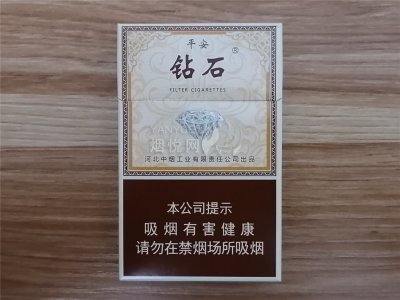 平安
钻石®
FILTER CIGARETTES
烟悦网
河北中烟工业有限责任公司出品
本公司提示
吸烟有害健康
请勿在禁烟场所吸烟